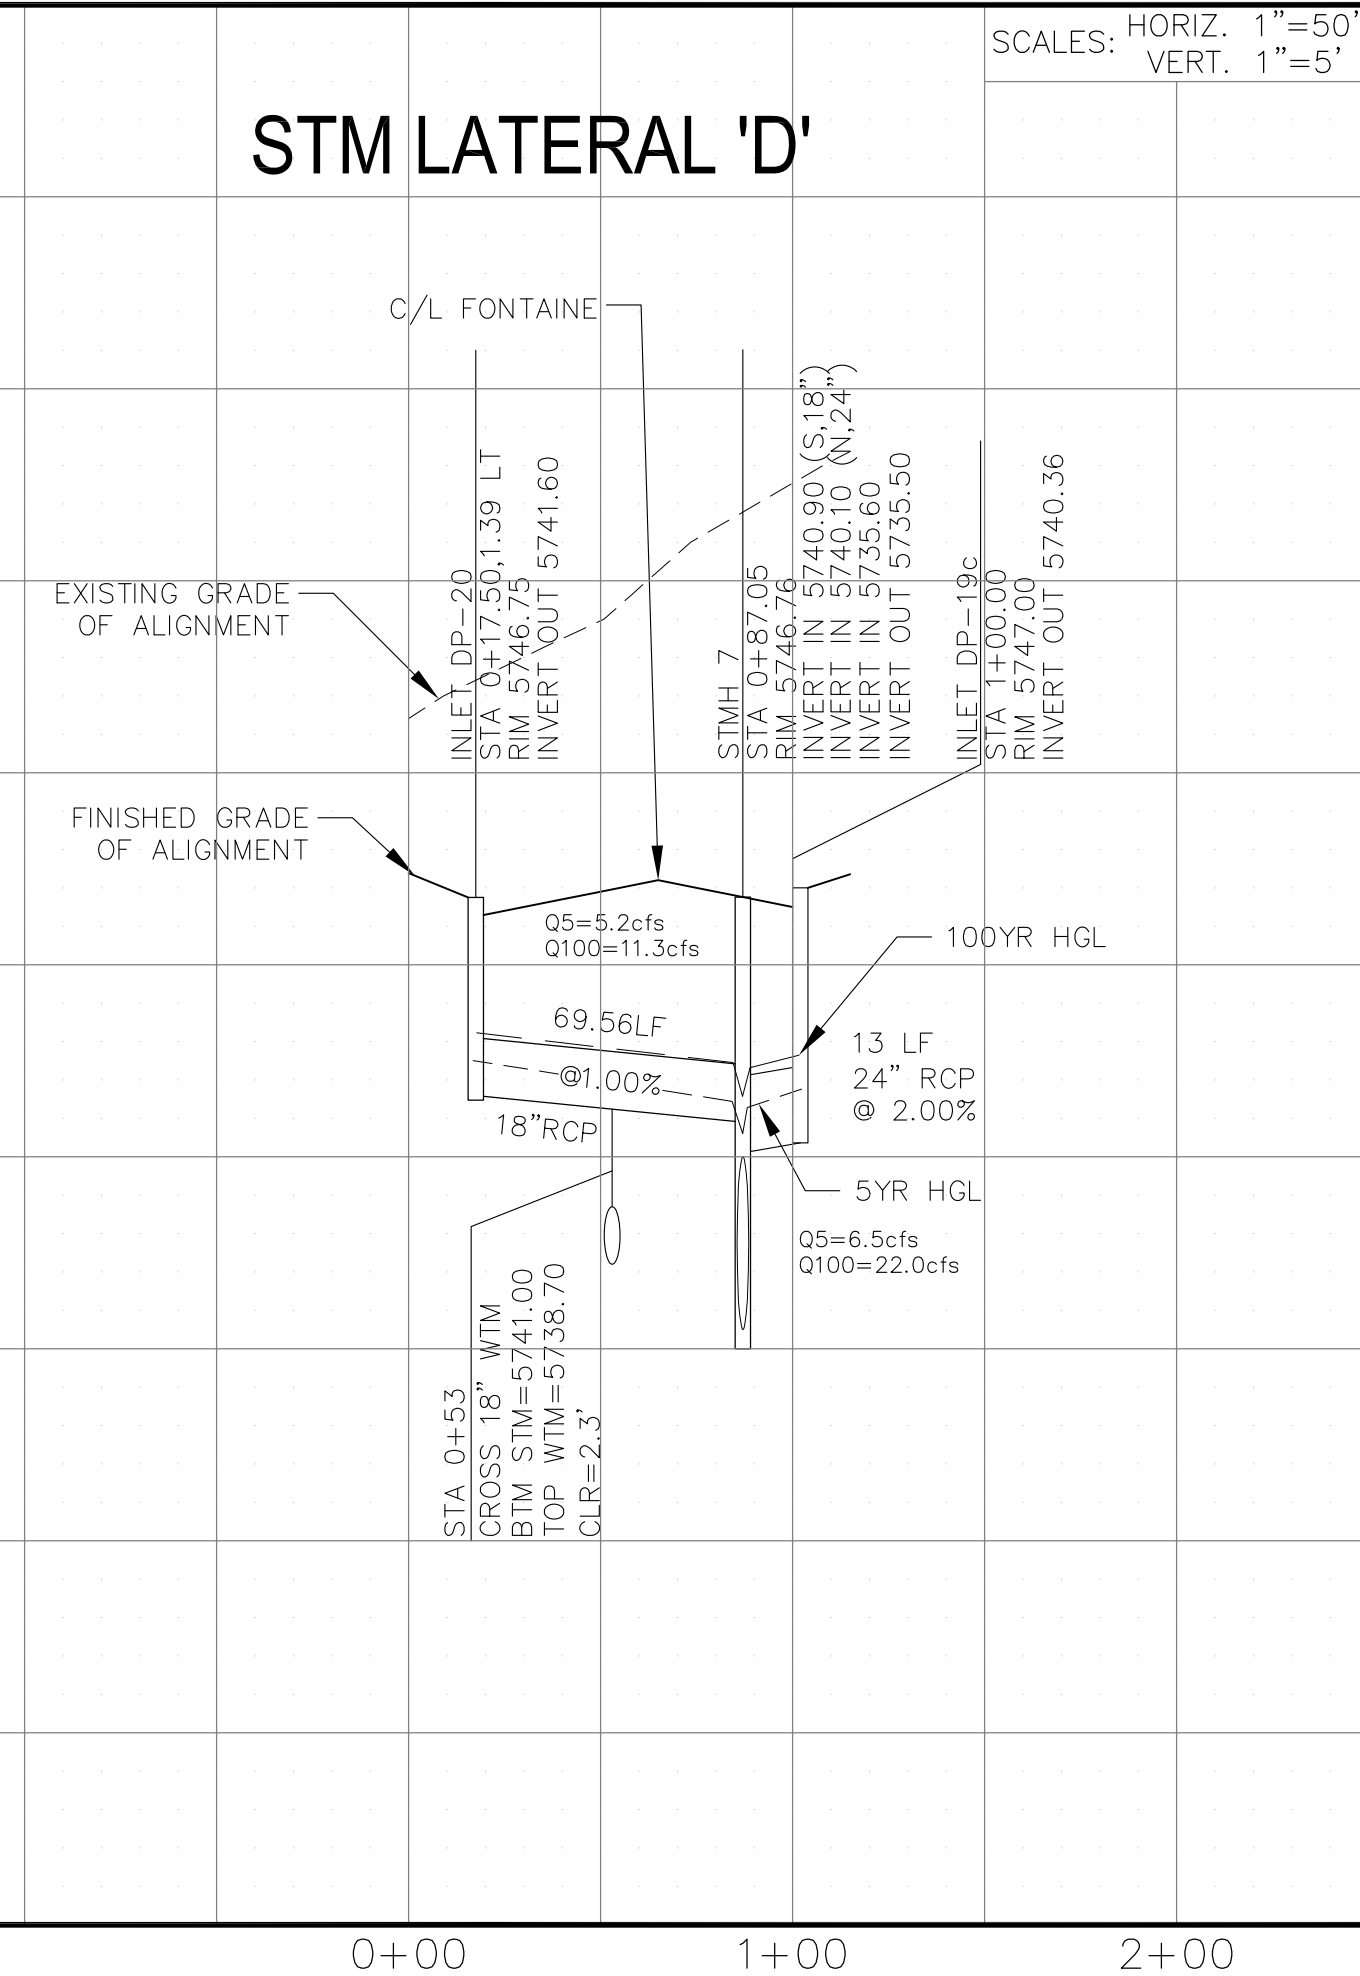 SCALES: HORIZ. 1"=50'
VERT. 1"=5'
STM LATERAL 'D'
C/L FONTAINE
EXISTING GRADE
OF ALIGNMENT
INLET DP-20
STA 0+17.50,1.39 LT
RIM 5746.75
INVERT OUT 5741.60
STMH 7
STA 0+87.05
RIM 5746.76
INVERT IN 5740.90 (S,18")
INVERT IN 5740.10 (N,24")
INVERT IN 5735.60
INVERT OUT 5735.50
INLET DP-19c
STA 1+00.00
RIM 5747.00
INVERT OUT 5740.36
FINISHED GRADE
OF ALIGNMENT
Q5=5.2cfs
Q100=11.3cfs
100YR HGL
69.56LF
@1.00%
18"RCP
13 LF
24" RCP
@ 2.00%
5YR HGL
Q5=6.5cfs
Q100=22.0cfs
STA 0+53
CROSS 18" WTM
BTM STM=5741.00
TOP WTM=5738.70
CLR=2.3'
0+00
1+00
2+00